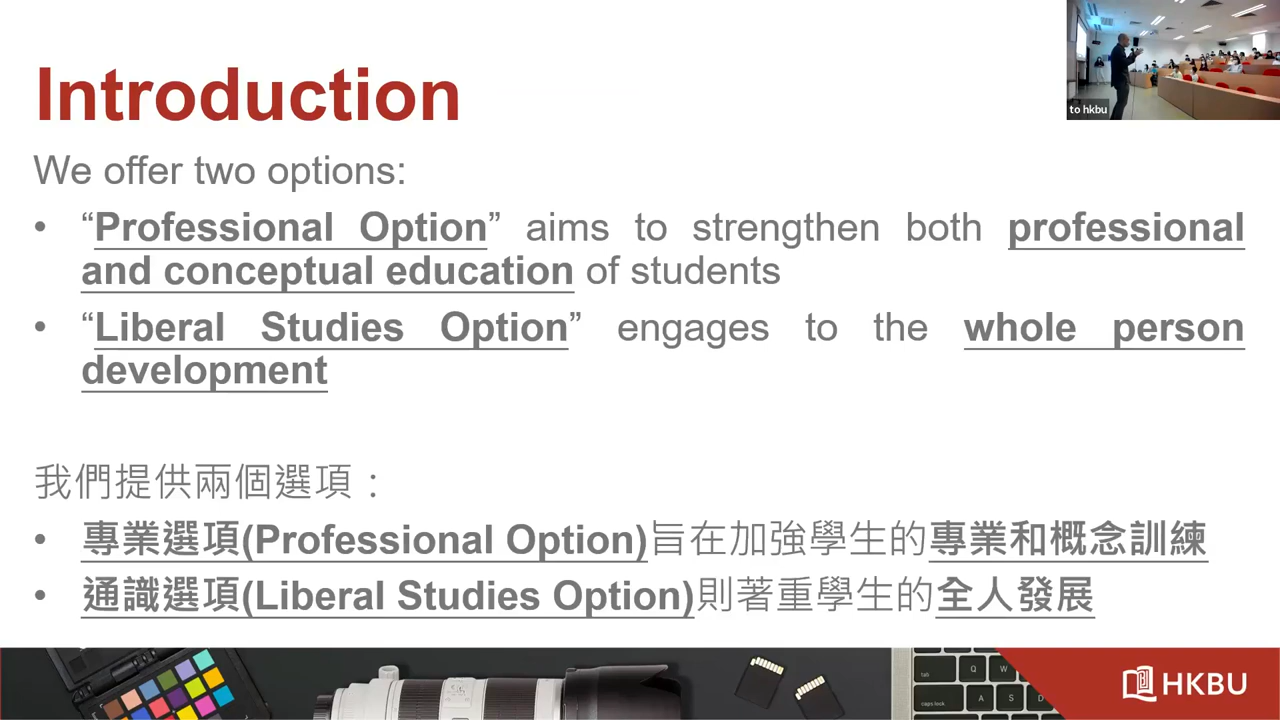 to hkbu
Introduction
We offer two options:
• “Professional Option” aims to strengthen both professional
and conceptual education of students
• “Liberal Studies Option” engages to the whole person
development
我們提供兩個選項：
• 專業選項(Professional Option)旨在加強學生的專業和概念訓練
• 通識選項(Liberal Studies Option)則著重學生的全人發展
tab
Q
W
A
S
D
caps lock
HKBU